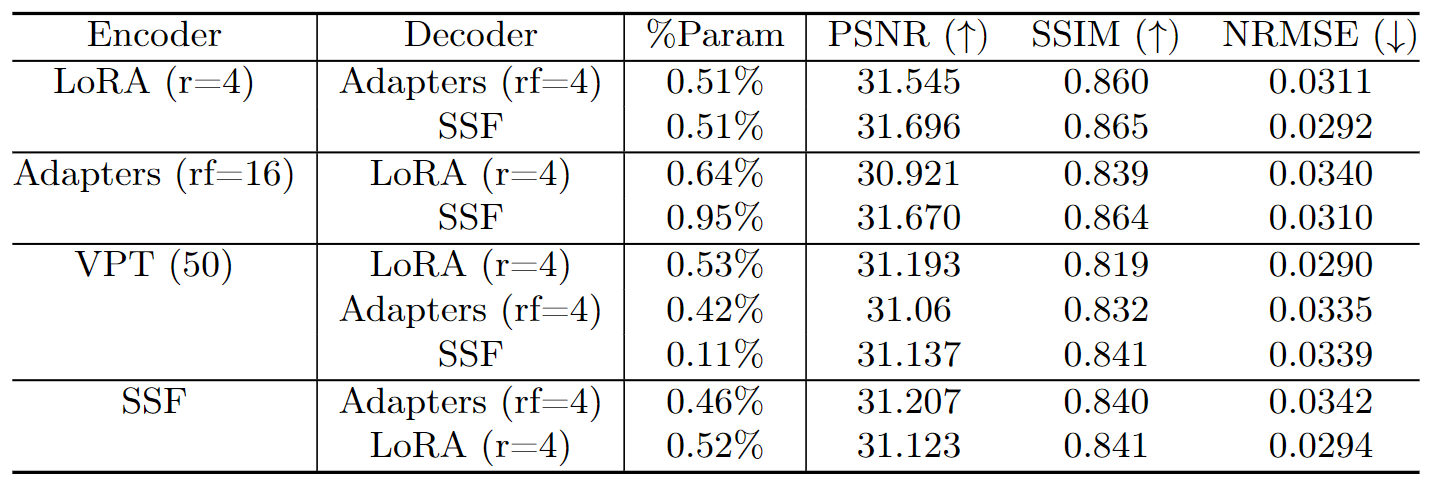 Encoder Decoder %Param PSNR (↑) SSIM (↑) NRMSE (↓)
LoRA (r=4) Adapters (rf=4) 0.51% 31.545 0.860 0.0311
SSF 0.51% 31.696 0.865 0.0292
Adapters (rf=16) LoRA (r=4) 0.64% 30.921 0.839 0.0340
SSF 0.95% 31.670 0.864 0.0310
VPT (50) LoRA (r=4) 0.53% 31.193 0.819 0.0290
Adapters (rf=4) 0.42% 31.06 0.832 0.0335
SSF 0.11% 31.137 0.841 0.0339
SSF Adapters (rf=4) 0.46% 31.207 0.840 0.0342
LoRA (r=4) 0.52% 31.123 0.841 0.0294